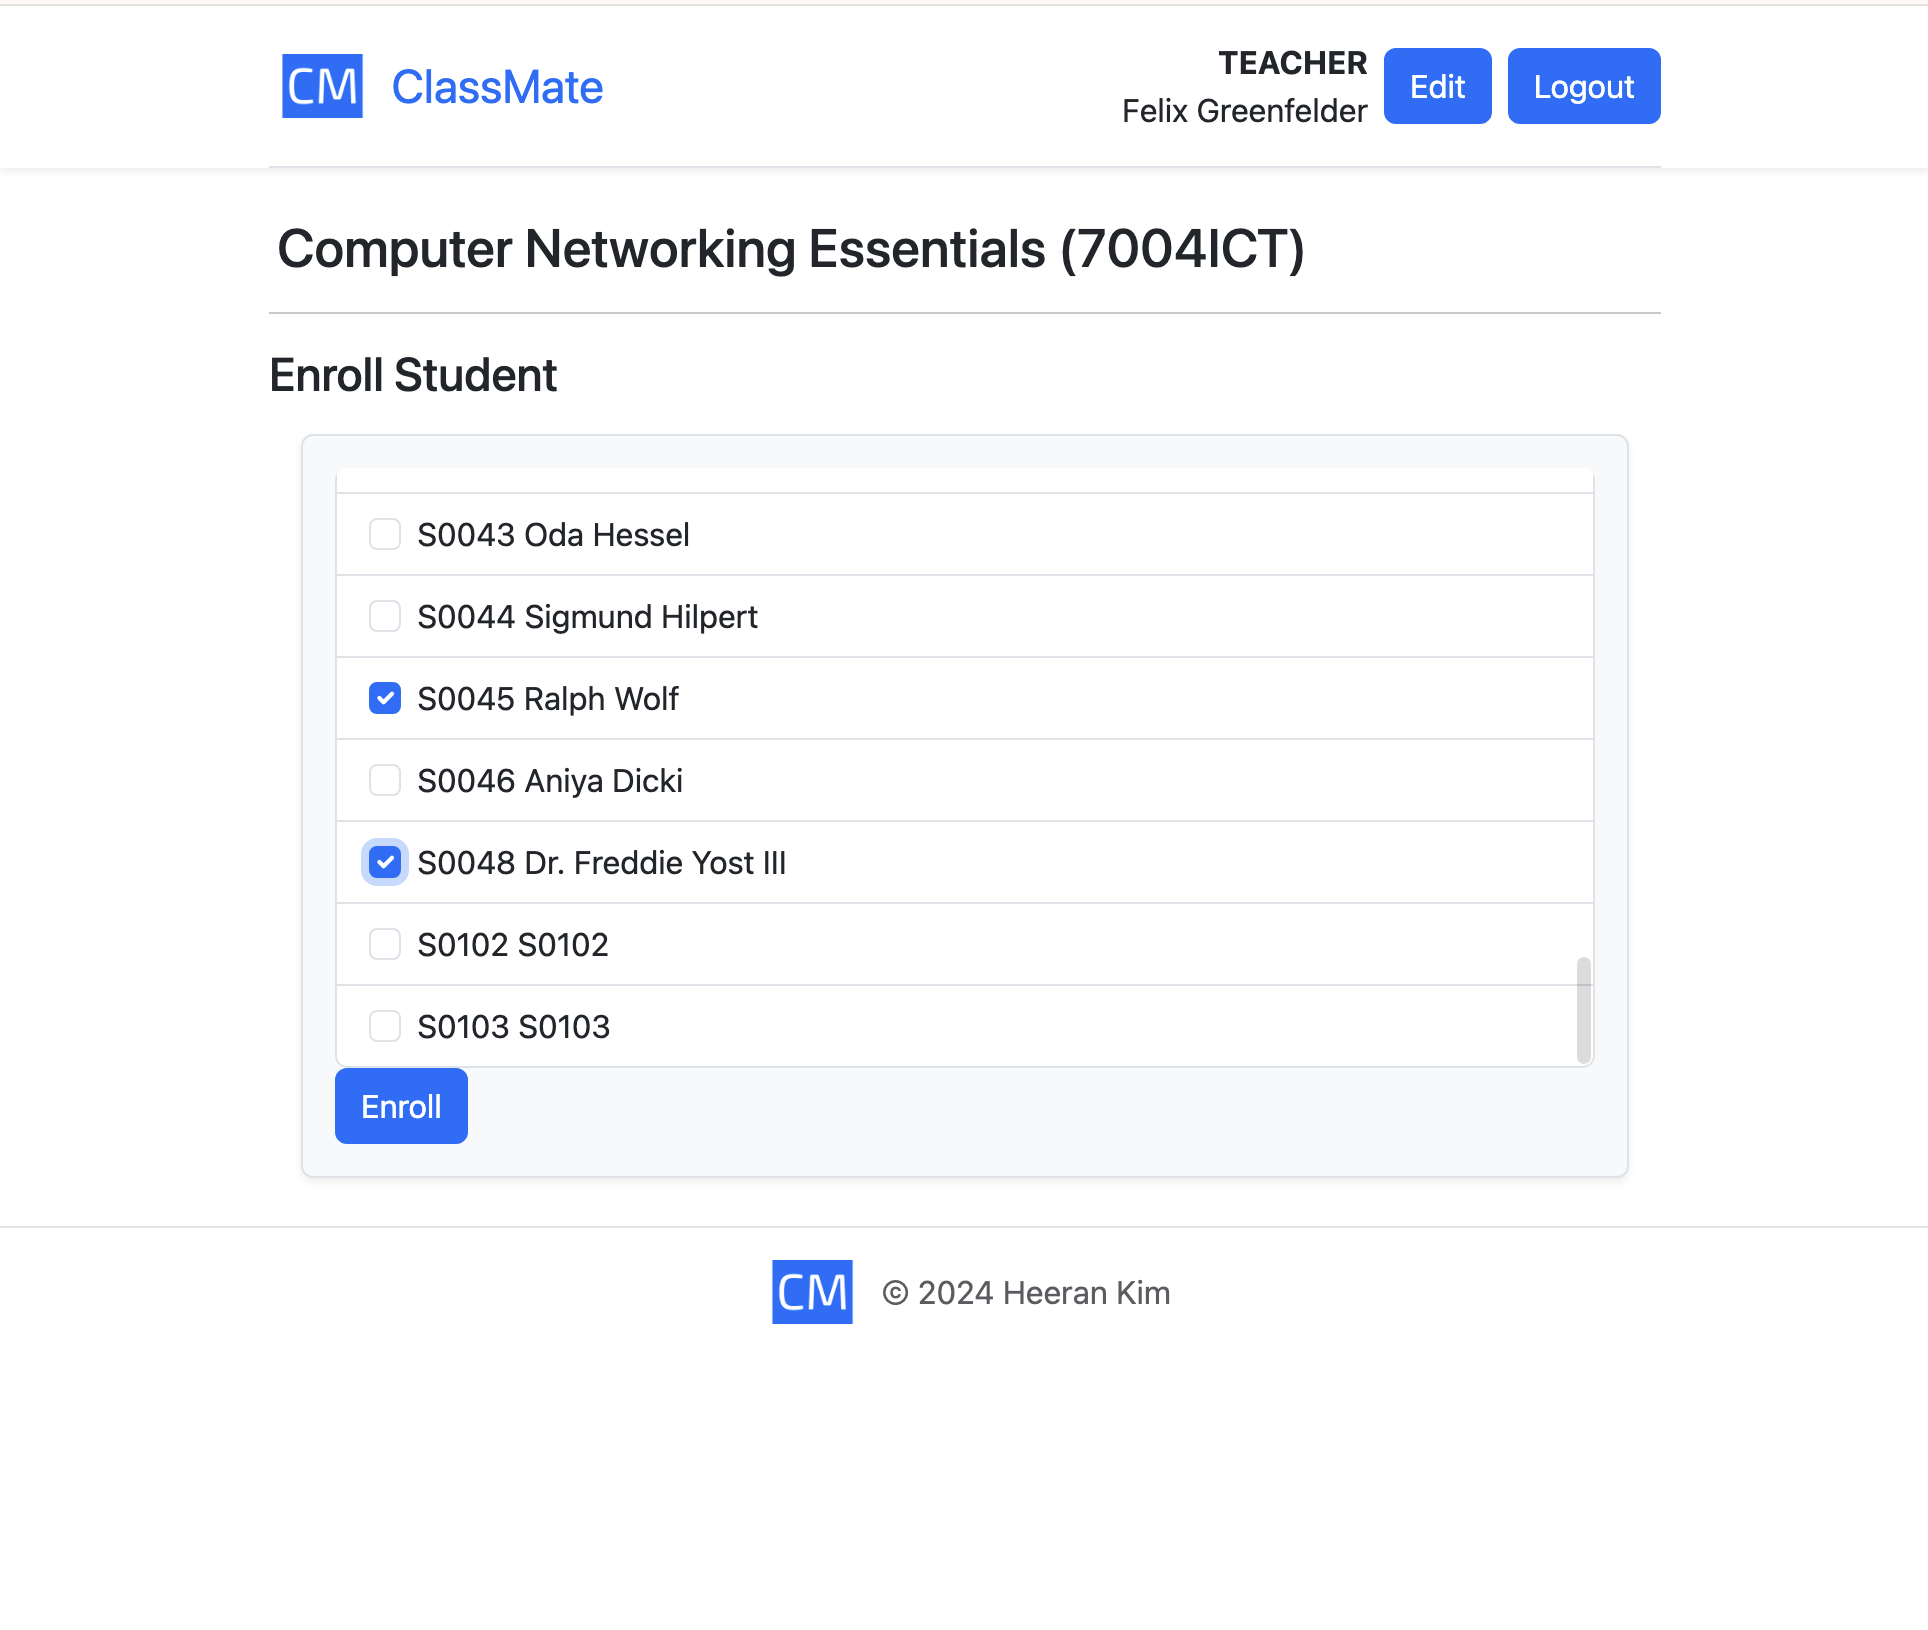 CM ClassMate
TEACHER
Felix Greenfelder
Edit
Logout
Computer Networking Essentials (7004ICT)
Enroll Student
S0043 Oda Hessel
S0044 Sigmund Hilpert
S0045 Ralph Wolf
S0046 Aniya Dicki
S0048 Dr. Freddie Yost III
S0102 S0102
S0103 S0103
Enroll
CM © 2024 Heeran Kim